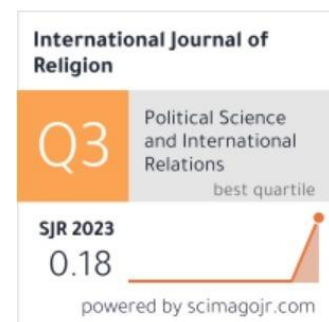 International Journal of
Religion
Q3
Political Science
and International
Relations
best quartile
SJR 2023
0.18
powered by scimagojr.com